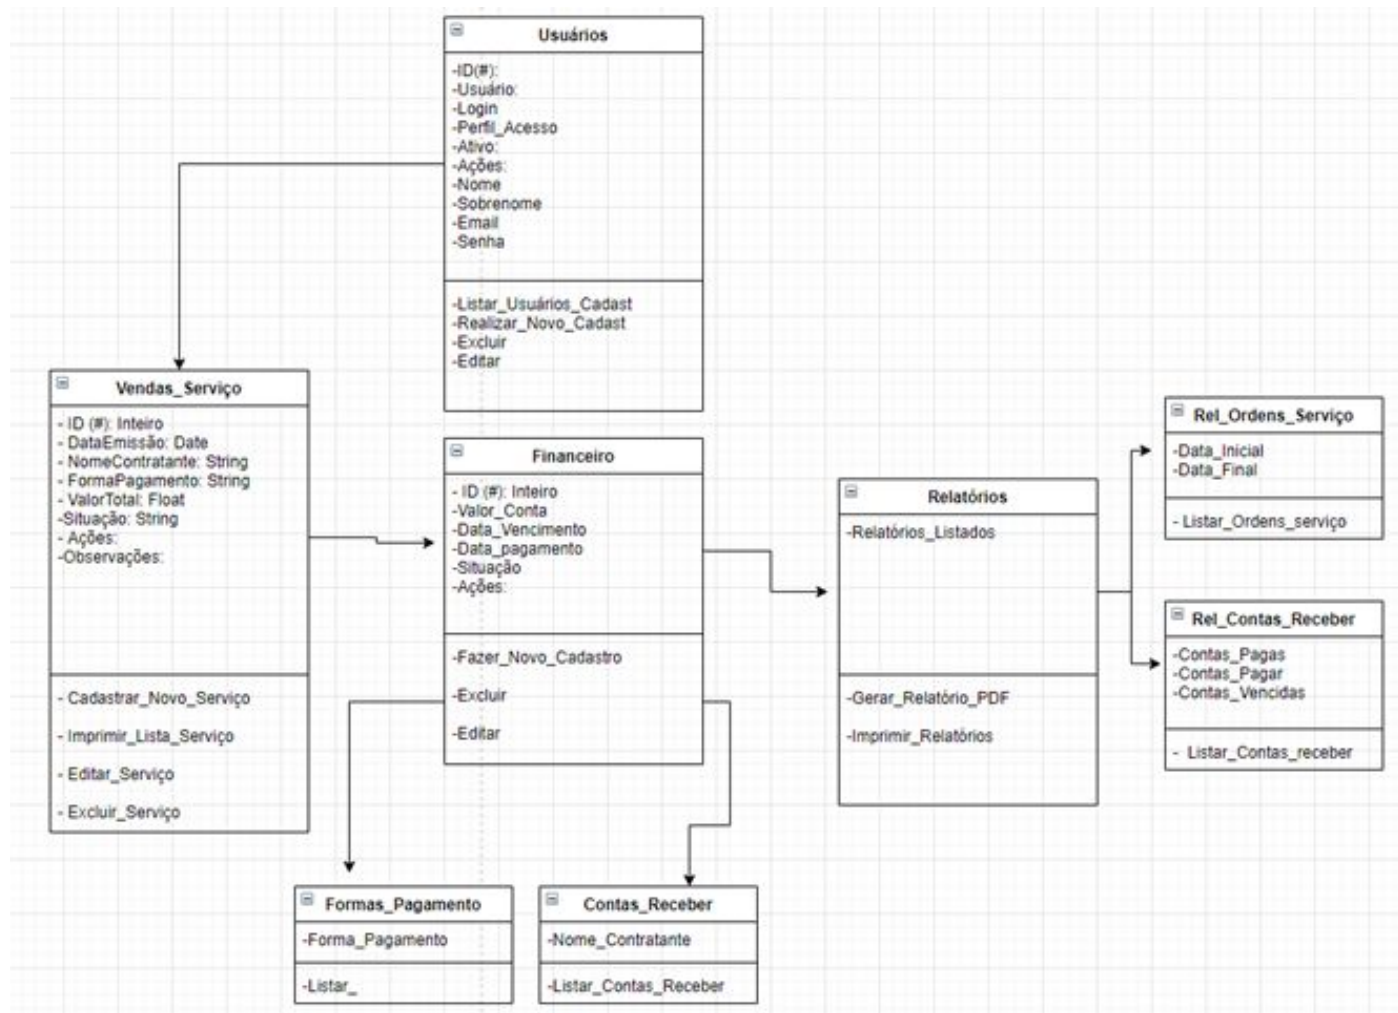 Usuários
-ID(#):
-Usuário:
-Login
-Perfil_Acesso
-Ativo:
-Ações:
-Nome
-Sobrenome
-Email
-Senha
-Listar_Usuários_Cadast
-Realizar_Novo_Cadast
-Excluir
-Editar
Vendas_Serviço
- ID (#): Inteiro
- DataEmissão: Date
- NomeContratante: String
- FormaPagamento: String
- ValorTotal: Float
-Situação: String
- Ações:
-Observações:
- Cadastrar_Novo_Serviço
- Imprimir_Lista_Serviço
- Editar_Serviço
- Excluir_Serviço
Financeiro
- ID (#): Inteiro
-Valor_Conta
-Data_Vencimento
-Data_pagamento
-Situação
-Ações:
-Fazer_Novo_Cadastro
-Excluir
-Editar
Relatórios
-Relatórios_Listados
-Gerar_Relatório_PDF
-Imprimir_Relatórios
Rel_Ordens_Serviço
-Data_Inicial
-Data_Final
- Listar_Ordens_serviço
Rel_Contas_Receber
-Contas_Pagas
-Contas_Pagar
-Contas_Vencidas
- Listar_Contas_receber
Formas_Pagamento
-Forma_Pagamento
-Listar_
Contas_Receber
-Nome_Contratante
-Listar_Contas_Receber